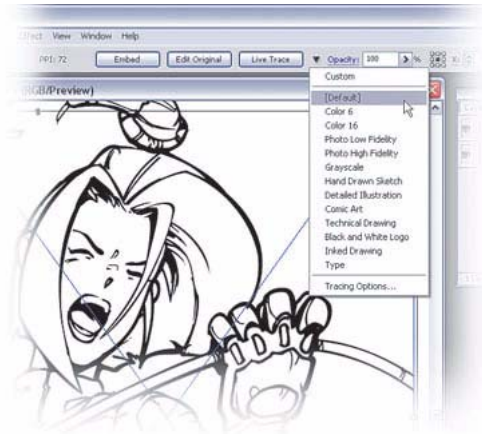 Effect View Window Help
PPI: 72 Embed Edit Original Live Trace Opacity: 100 % X:
(RGB/Preview)
Custom
[Default]
Color 6
Color 16
Photo Low Fidelity
Photo High Fidelity
Grayscale
Hand Drawn Sketch
Detailed Illustration
Comic Art
Technical Drawing
Black and White Logo
Inked Drawing
Type
Tracing Options...